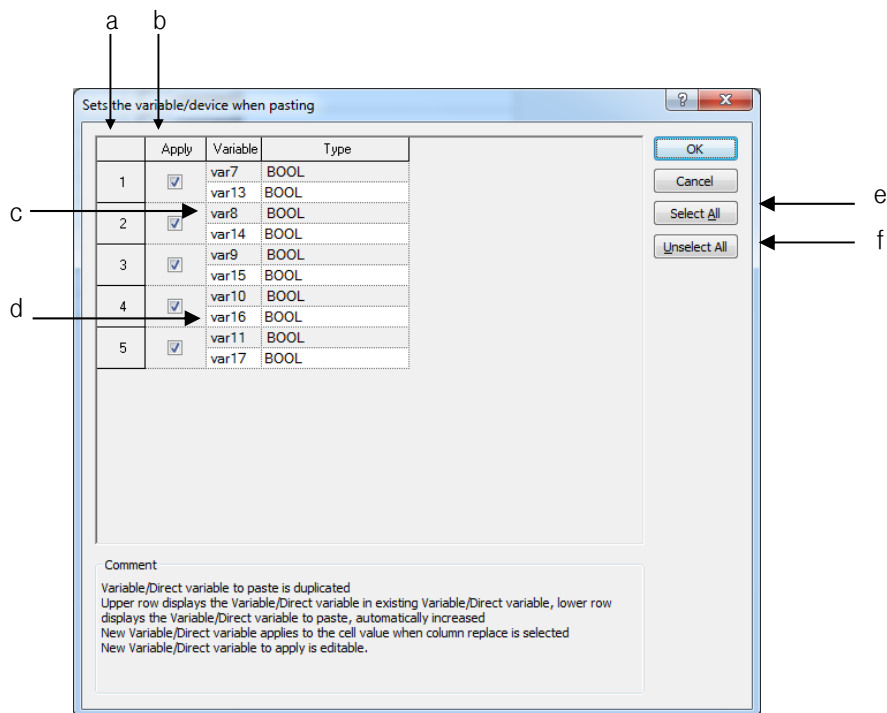 a b
Sets the variable/device when pasting
Apply Variable Type
1 var7 BOOL
var13 BOOL
2 var8 BOOL
var14 BOOL
3 var9 BOOL
var15 BOOL
4 var10 BOOL
var16 BOOL
5 var11 BOOL
var17 BOOL
OK
Cancel
Select All
Unselect All
c
d
e
f
Comment
Variable/Direct variable to paste is duplicated
Upper row displays the Variable/Direct variable in existing Variable/Direct variable, lower row
displays the Variable/Direct variable to paste, automatically increased
New Variable/Direct variable applies to the cell value when column replace is selected
New Variable/Direct variable to apply is editable.